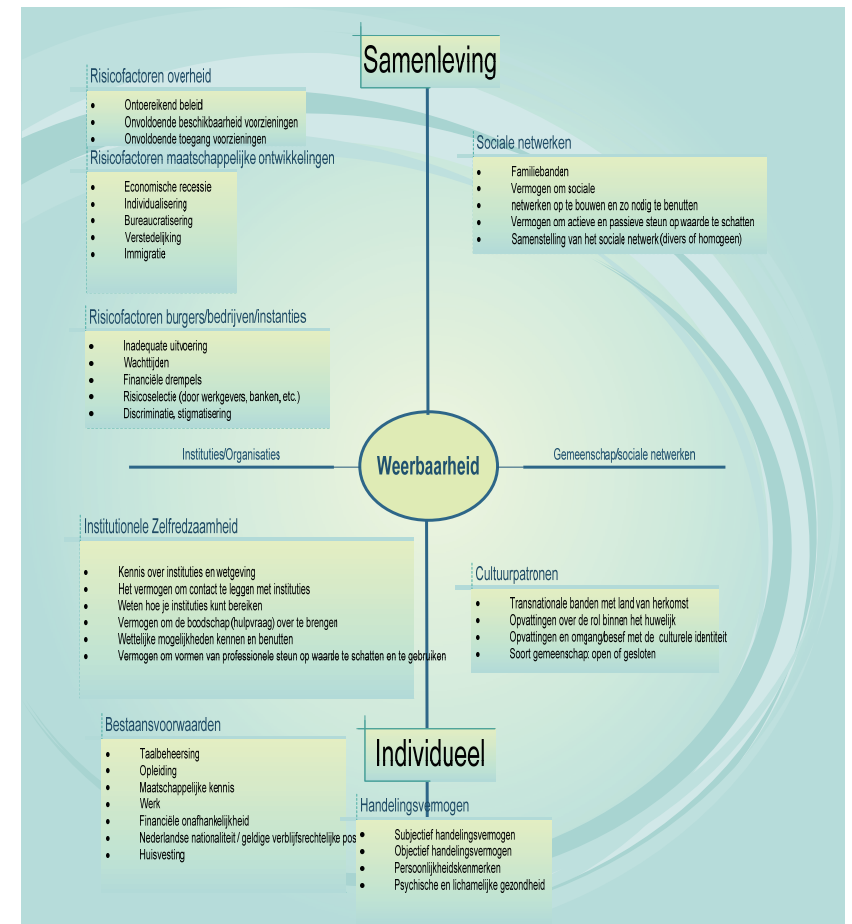 Samenleving
Risicofactoren overheid
• Ontoereikend beleid
• Onvoldoende beschikbaarheid voorzieningen
• Onvoldoende toegang voorzieningen
Risicofactoren maatschappelijke ontwikkelingen
• Economische recessie
• Individualisering
• Bureaucratisering
• Verstedelijking
• Immigratie
Sociale netwerken
• Familiebanden
• Vermogen om sociale
• netwerken op te bouwen en zo nodig te benutten
• Vermogen om actieve en passieve steun op waarde te schatten
• Samenstelling van het sociale netwerk (divers of homogeen)
Risicofactoren burgers/bedrijven/instanties
• Inadequate uitvoering
• Wachttijden
• Financiële drempels
• Risicoselectie (door werkgevers, banken, etc.)
• Discriminatie, stigmatisering
Instituties/Organisaties
Weerbaarheid
Gemeenschap/sociale netwerken
Institutionele Zelfredzaamheid
• Kennis over instituties en wetgeving
• Het vermogen om contact te leggen met instituties
• Weten hoe je instituties kunt bereiken
• Vermogen om de boodschap (hulpvraag) over te brengen
• Wettelijke mogelijkheden kennen en benutten
• Vermogen om vormen van professionele steun op waarde te schatten en te gebruiken
Cultuurpatronen
• Transnationale banden met land van herkomst
• Opvattingen over de rol binnen het huwelijk
• Opvattingen en omgang/besef met de culturele identiteit
• Soort gemeenschap: open of gesloten
Bestaansvoorwaarden
• Taalbeheersing
• Opleiding
• Maatschappelijke kennis
• Werk
• Financiële onafhankelijkheid
• Nederlandse nationaliteit / geldige verblijfsrechtelijke pos
• Huisvesting
Individueel
Handelingsvermogen
• Subjectief handelingsvermogen
• Objectief handelingsvermogen
• Persoonlijkheidskenmerken
• Psychische en lichamelijke gezondheid